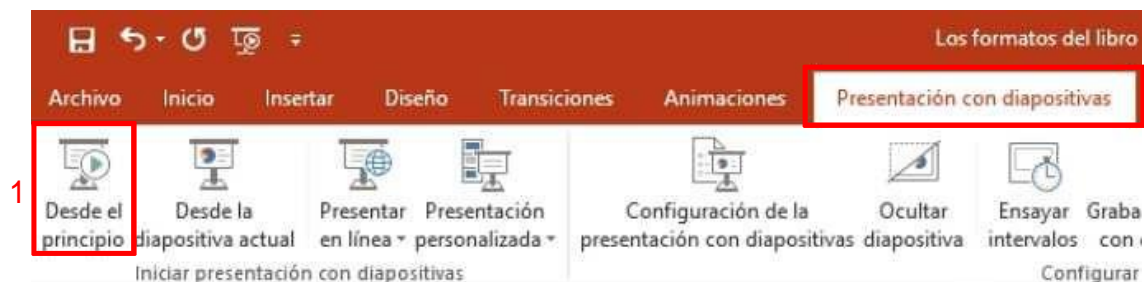 Los formatos del libro
Archivo Inicio Insertar Diseño Transiciones Animaciones Presentación con diapositivas
1
Desde el Desde la Presentar Presentación Configuración de la Ocultar Ensayar Graba
principio diapositiva actual en línea personalizada presentación con diapositivas diapositiva intervalos con
Iniciar presentación con diapositivas Configurar